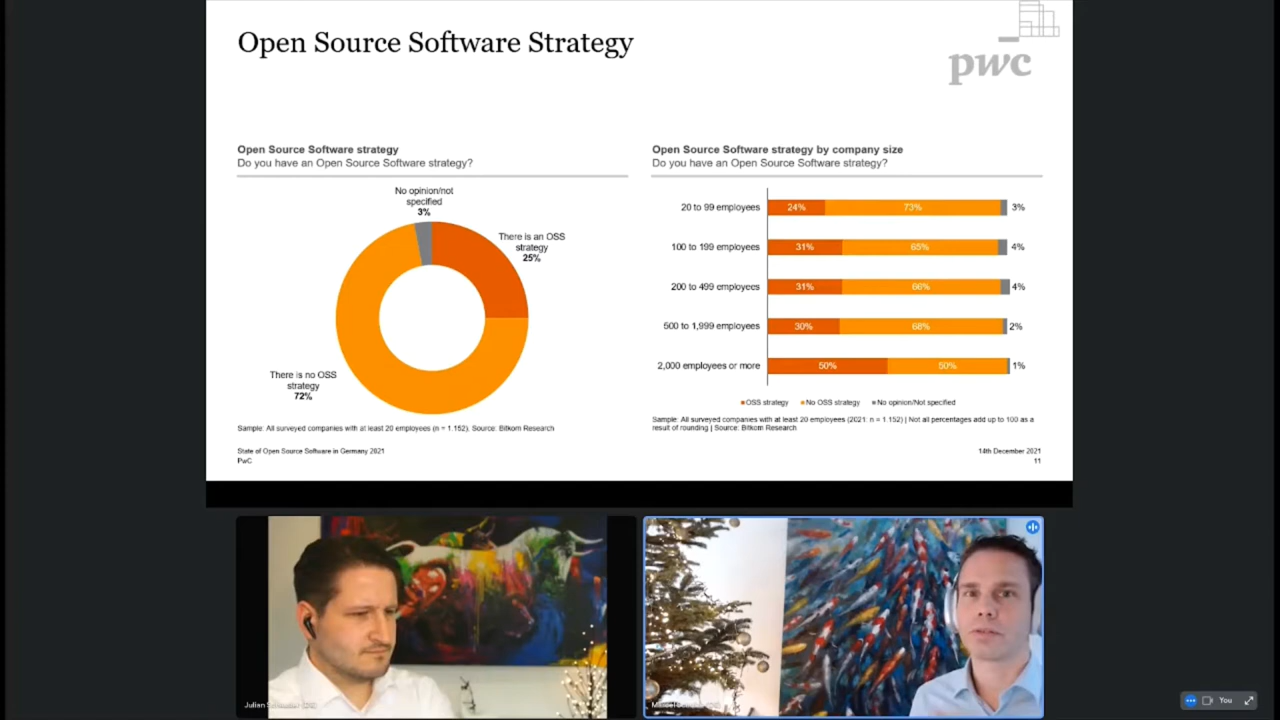 Open Source Software Strategy
pwc
Open Source Software strategy
Do you have an Open Source Software strategy?
No opinion/not
specified
3%
There is an OSS
strategy
25%
There is no OSS
strategy
72%
Sample: All surveyed companies with at least 20 employees (n = 1.152), Source: Bitkom Research
Open Source Software strategy by company size
Do you have an Open Source Software strategy?
20 to 99 employees 24% 73% 3%
100 to 199 employees 31% 65% 4%
200 to 499 employees 31% 66% 4%
500 to 1,999 employees 30% 68% 2%
2,000 employees or more 50% 50% 1%
OSS strategy No OSS strategy No opinion/Not specified
Sample: All surveyed companies with at least 20 employees (2021: n = 1.152) | Not all percentages add up to 100 as a
result of rounding | Source: Bitkom Research
State of Open Source Software in Germany 2021
PwC
14th December 2021
11
Julian
You